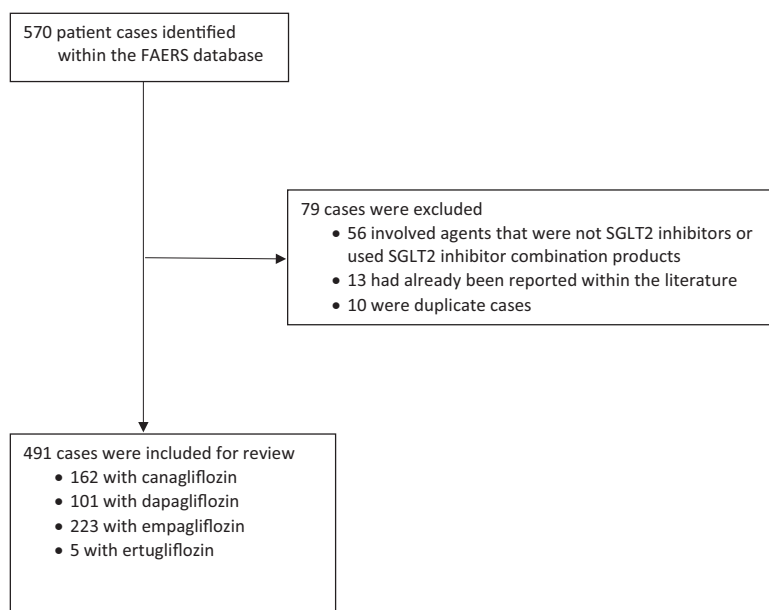 570 patient cases identified
within the FAERS database
79 cases were excluded
• 56 involved agents that were not SGLT2 inhibitors or
used SGLT2 inhibitor combination products
• 13 had already been reported within the literature
• 10 were duplicate cases
491 cases were included for review
• 162 with canagliflozin
• 101 with dapagliflozin
• 223 with empagliflozin
• 5 with ertugliflozin